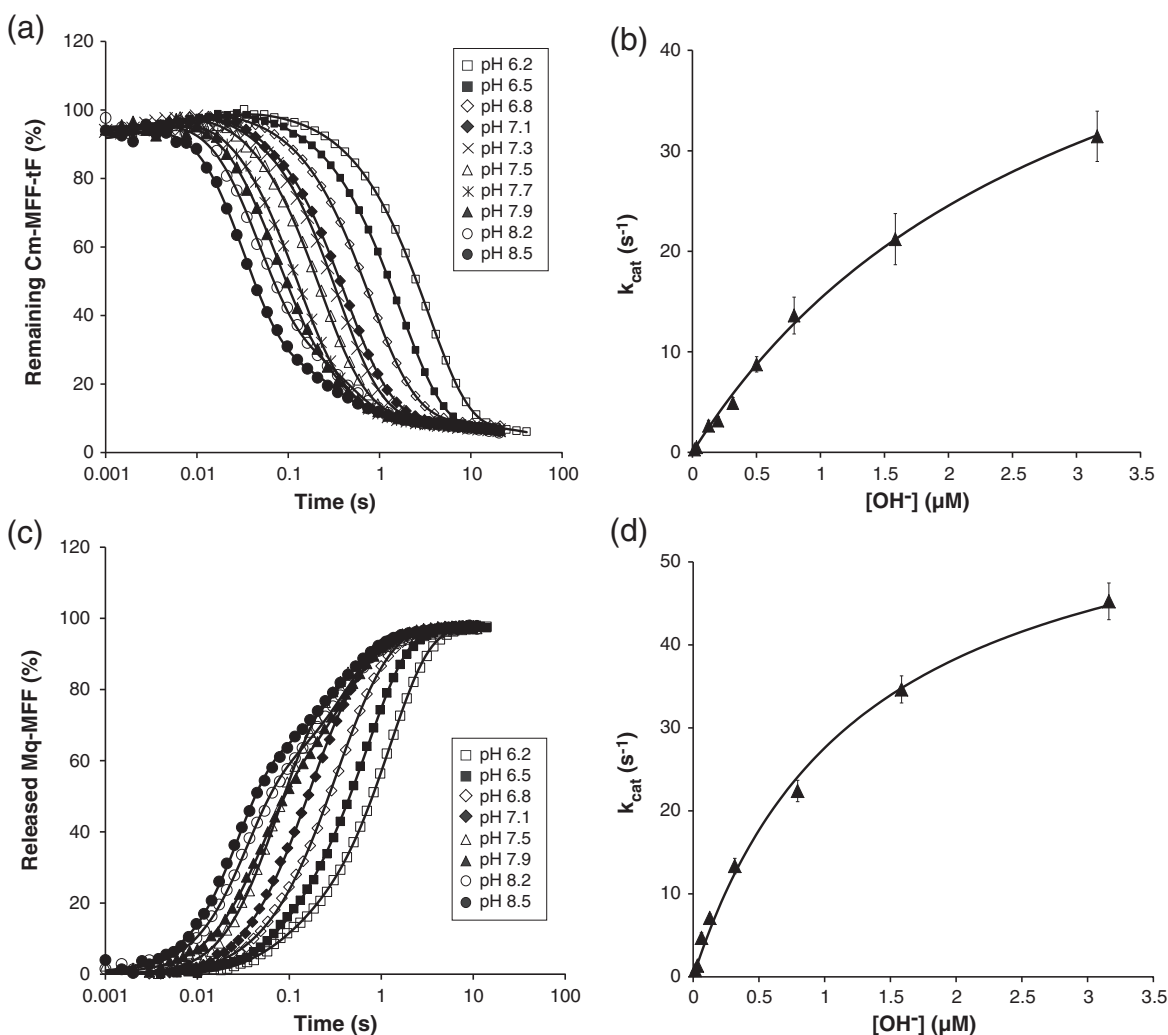 (a)
120
100
80
60
40
20
0
0.001 0.01 0.1 1 10 100
Remaining Cm-MFF-tF (%)
Time (s)
pH 6.2
pH 6.5
pH 6.8
pH 7.1
pH 7.3
pH 7.5
pH 7.7
pH 7.9
pH 8.2
pH 8.5
(b)
40
30
20
10
0
0 0.5 1 1.5 2 2.5 3 3.5
kcat (s⁻¹)
[OH⁻] (µM)
(c)
120
100
80
60
40
20
0
0.001 0.01 0.1 1 10 100
Released Mq-MFF (%)
Time (s)
pH 6.2
pH 6.5
pH 6.8
pH 7.1
pH 7.5
pH 7.9
pH 8.2
pH 8.5
(d)
50
40
30
20
10
0
0 0.5 1 1.5 2 2.5 3 3.5
kcat (s⁻¹)
[OH⁻] (µM)